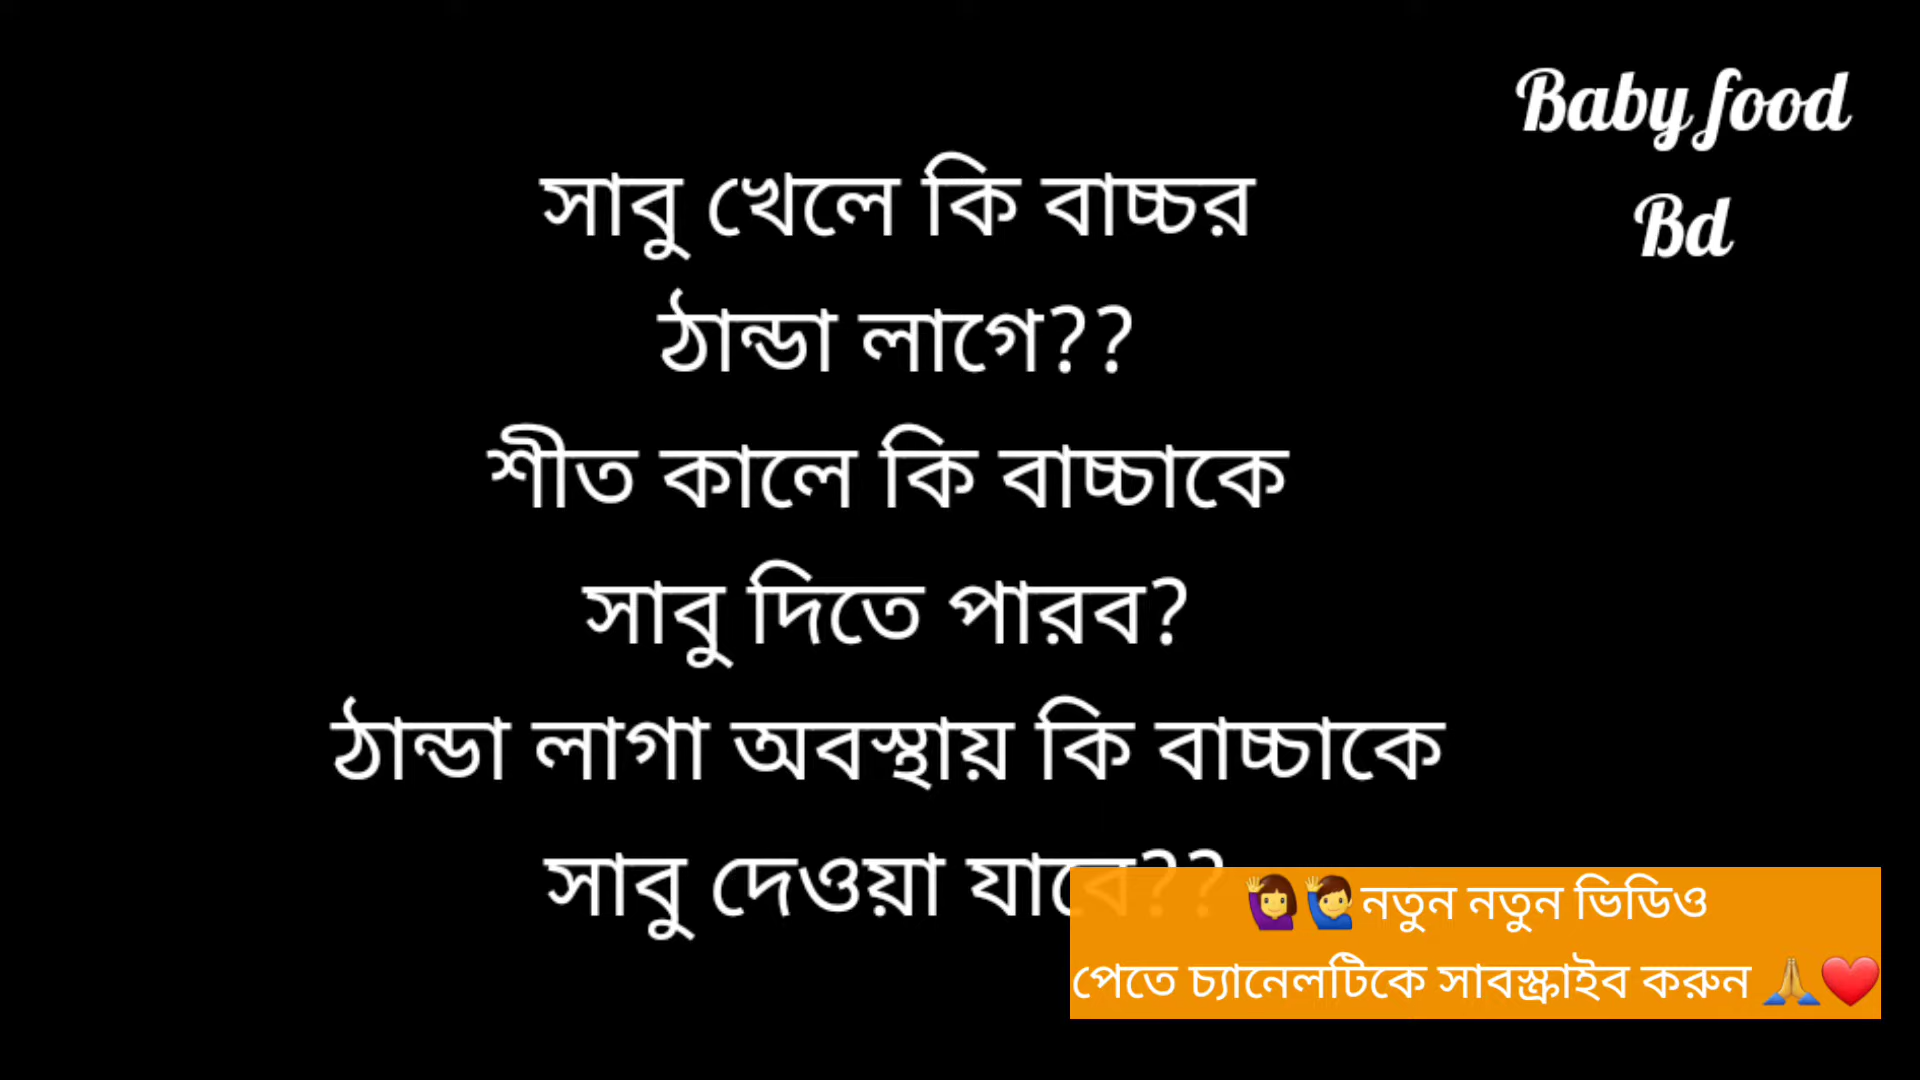 Baby food
Bd
সাবু খেলে কি বাচ্চর
ঠান্ডা লাগে??
শীত কালে কি বাচ্চাকে
সাবু দিতে পারব?
ঠান্ডা লাগা অবস্থায় কি বাচ্চাকে
সাবু দেওয়া যাবে??
🙋‍♀️🙋‍♂️নতুন নতুন ভিডিও
পেতে চ্যানেলটিকে সাবস্ক্রাইব করুন 🙏❤️